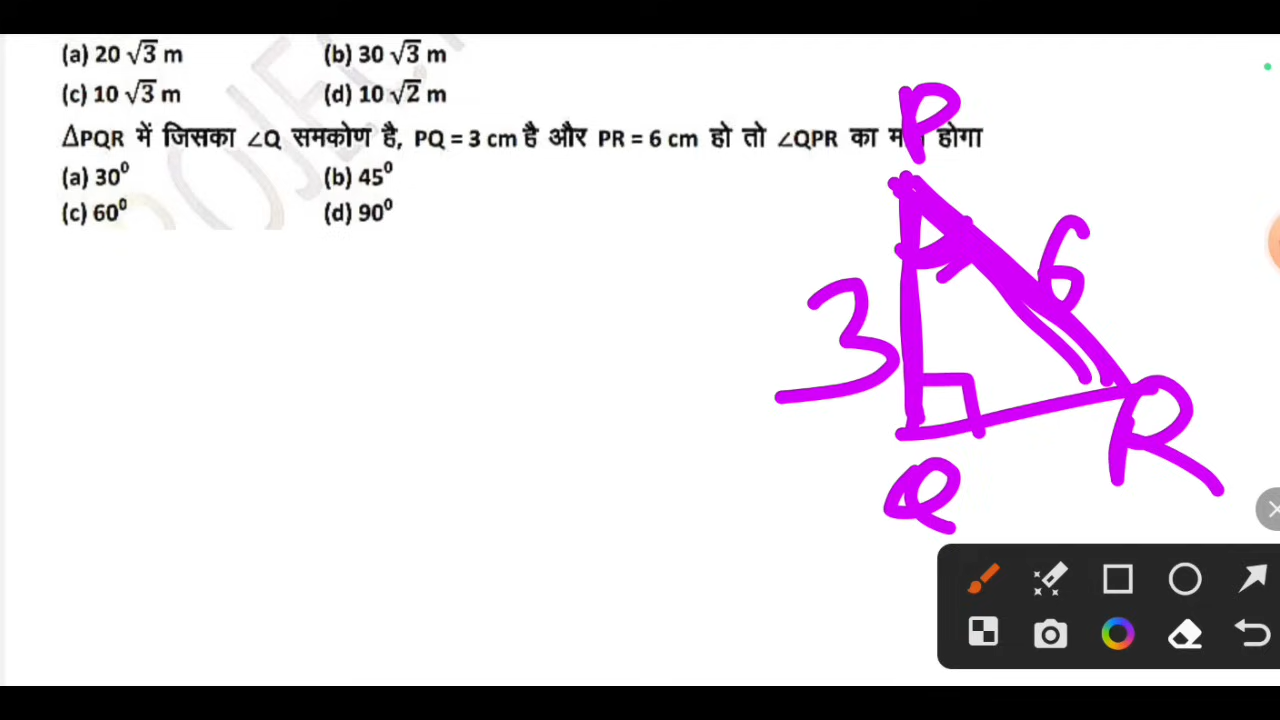 (a) 20 √3 m (b) 30 √3 m
(c) 10 √3 m (d) 10 √2 m
P
ΔPQR में जिसका ∠Q समकोण है, PQ = 3 cm है और PR = 6 cm हो तो ∠QPR का होगा
(a) 30⁰ (b) 45⁰
(c) 60⁰ (d) 90⁰
6
3
R
Q